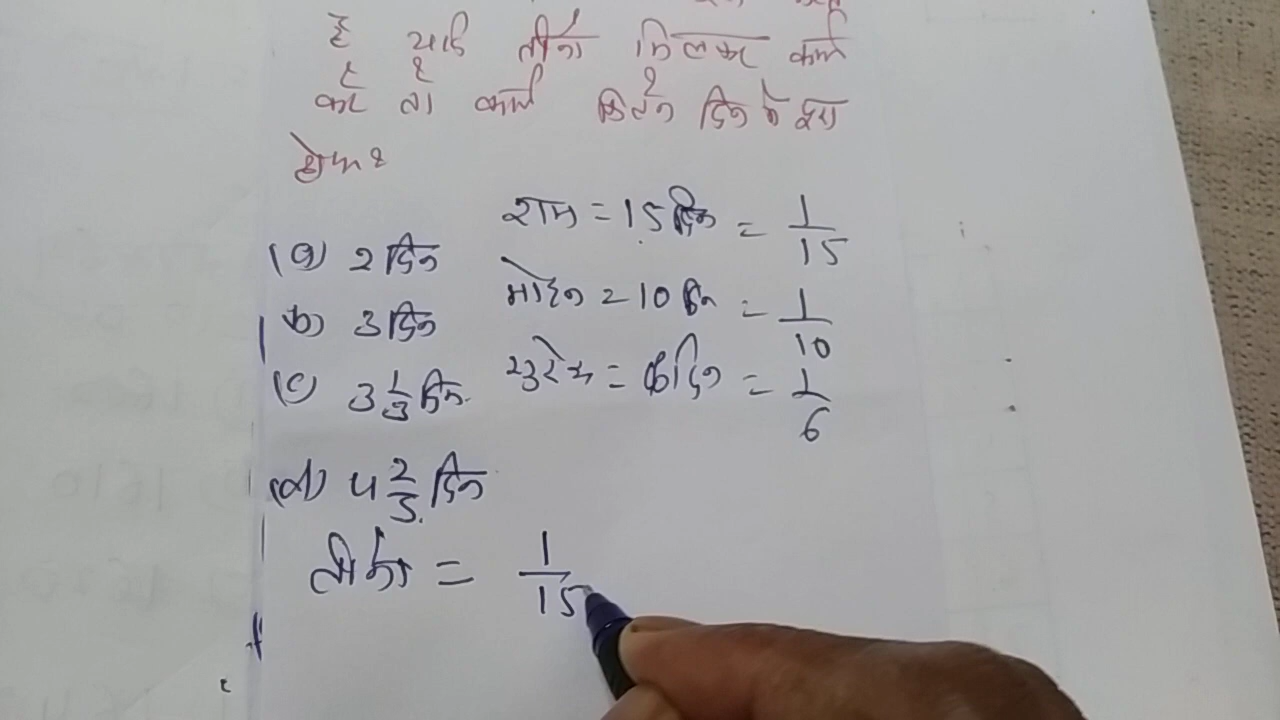 है यदि तीनों मिलकर कार्य
करे तो कार्य कितने दिन मे पुरा
होगा
राम = 15 दिन = 1/15
(a) 2 दिन
मोहन = 10 दिन = 1/10
(b) 3 दिन
सुरेश = 6 दिन = 1/6
(c) 3 1/3 दिन
(d) 4 2/3 दिन
तीनों = 1/15